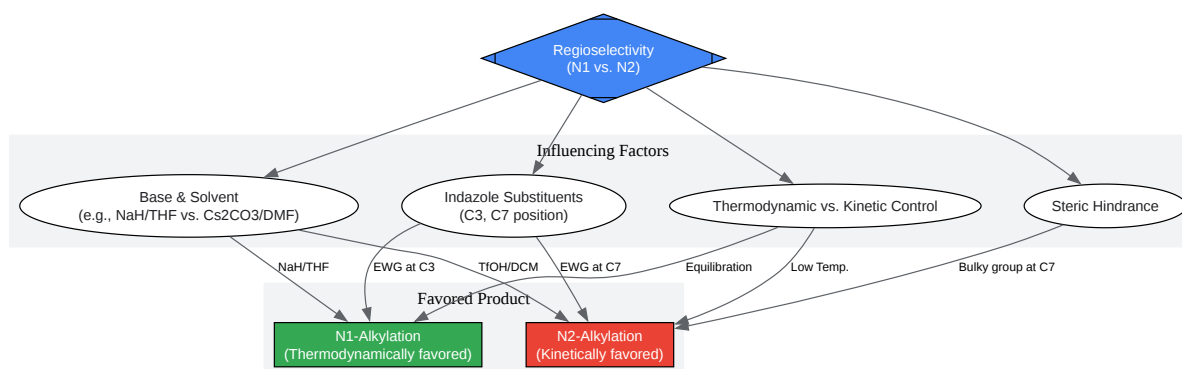 Regioselectivity
(N1 vs. N2)
Influencing Factors
Base & Solvent
(e.g., NaH/THF vs. Cs2CO3/DMF)
Indazole Substituents
(C3, C7 position)
Thermodynamic vs. Kinetic Control
Steric Hindrance
NaH/THF
EWG at C3
TfOH/DCM
EWG at C7
Equilibration
Low Temp.
Bulky group at C7
Favored Product
N1-Alkylation
(Thermodynamically favored)
N2-Alkylation
(Kinetically favored)